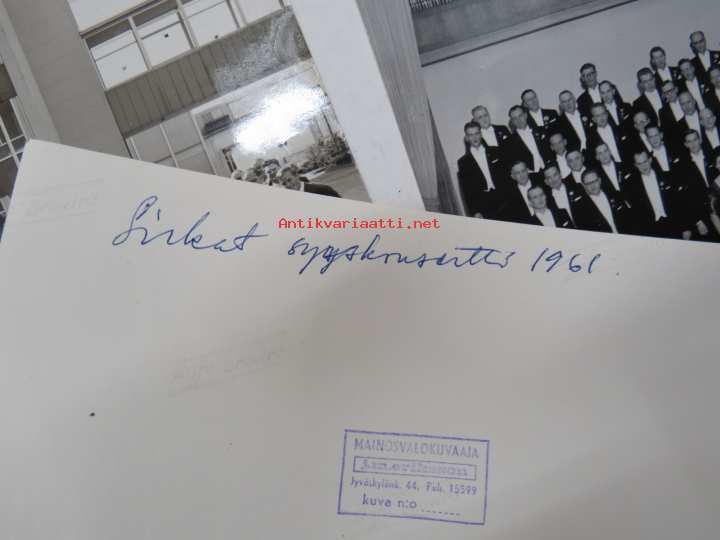 Antikvariaatti.net
Sirkat syyskonsertti 1961.
MAINOSVALOKUVAAJA
Jyväskylänk. 44. Puh. 15599
kuva n:o .......